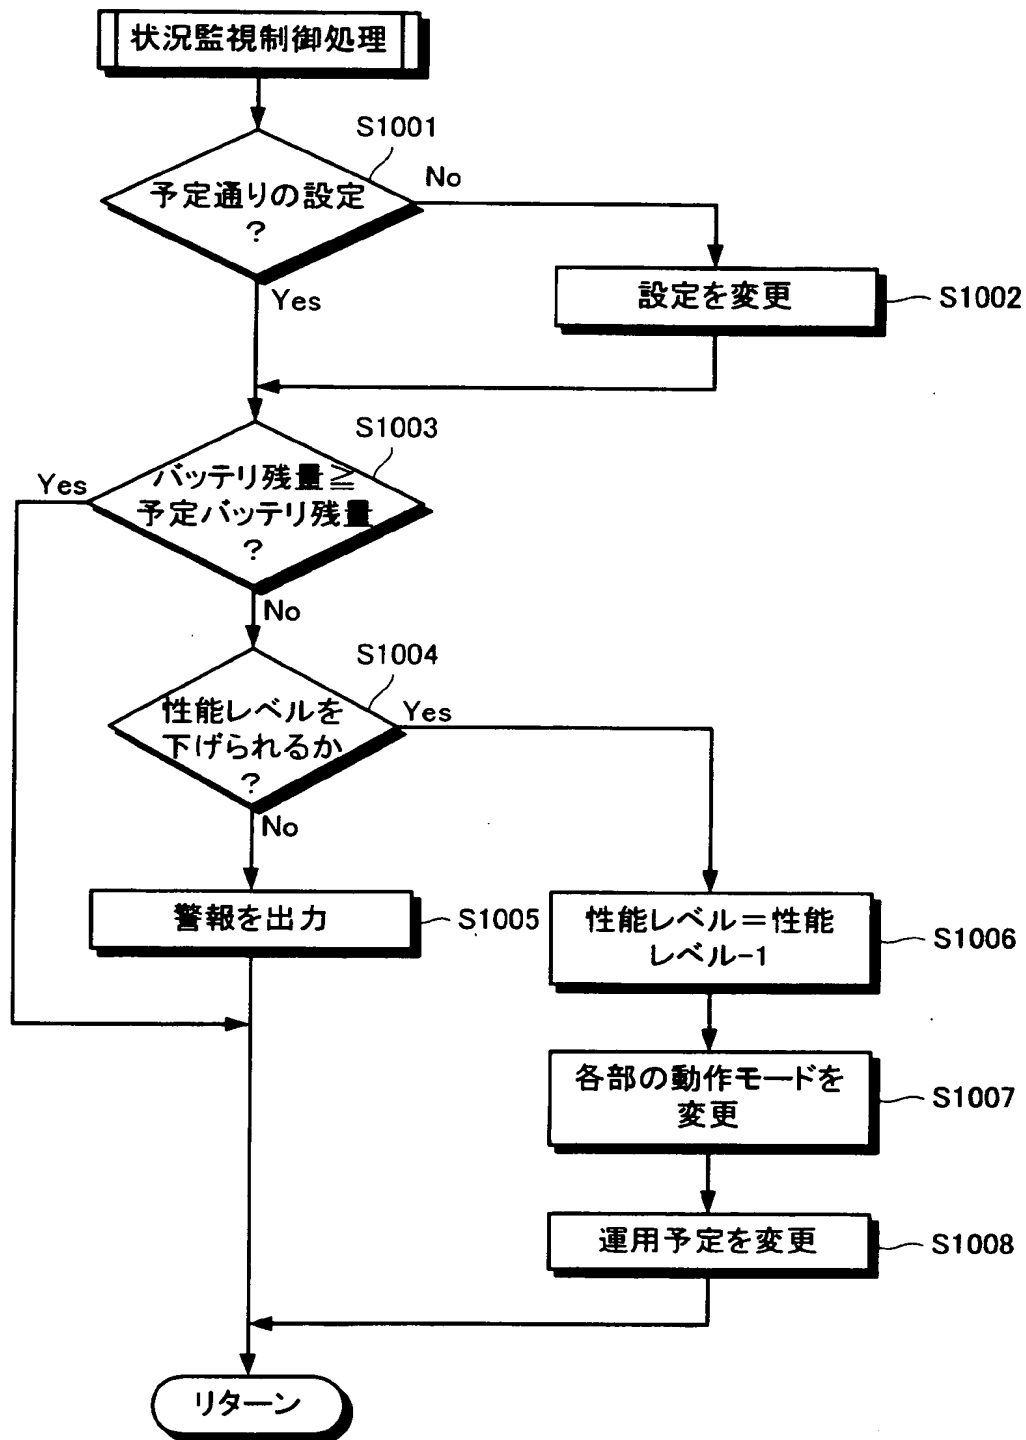 状況監視制御処理
S1001
予定通りの設定
?
No
Yes
設定を変更
S1002
S1003
バッテリ残量≧
予定バッテリ残量
?
Yes
No
S1004
性能レベルを
下げられるか
?
Yes
No
警報を出力
S1005
性能レベル=性能
レベル-1
S1006
各部の動作モードを
変更
S1007
運用予定を変更
S1008
リターン